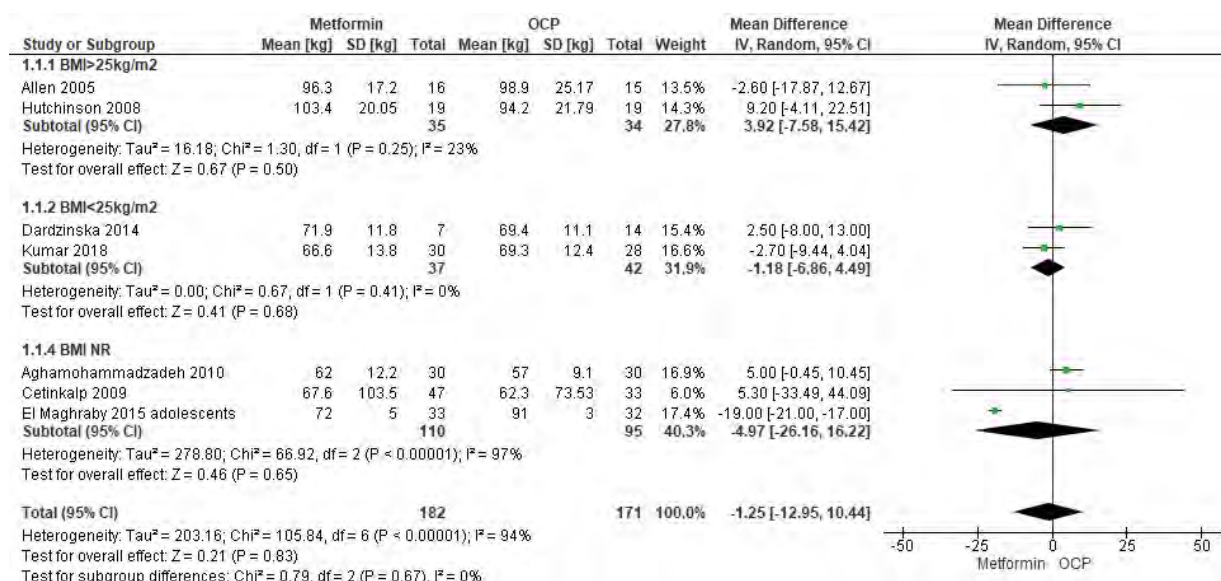 Metformin OCP Mean Difference Mean Difference
Study or Subgroup Mean [kg] SD [kg] Total Mean [kg] SD [kg] Total Weight IV, Random, 95% CI IV, Random, 95% CI
1.1.1 BMI>25kg/m2
Allen 2005 96.3 17.2 16 98.9 25.17 15 13.5% -2.60 [-17.87, 12.67]
Hutchinson 2008 103.4 20.05 19 94.2 21.79 19 14.3% 9.20 [-4.11, 22.51]
Subtotal (95% CI) 35 34 27.8% 3.92 [-7.58, 15.42]
Heterogeneity: Tau² = 16.18; Chi² = 1.30, df = 1 (P = 0.25); I² = 23%
Test for overall effect: Z = 0.67 (P = 0.50)
1.1.2 BMI<25kg/m2
Dardzinska 2014 71.9 11.8 7 69.4 11.1 14 15.4% 2.50 [-8.00, 13.00]
Kumar 2018 66.6 13.8 30 69.3 12.4 28 16.6% -2.70 [-9.44, 4.04]
Subtotal (95% CI) 37 42 31.9% -1.18 [-6.86, 4.49]
Heterogeneity: Tau² = 0.00; Chi² = 0.67, df = 1 (P = 0.41); I² = 0%
Test for overall effect: Z = 0.41 (P = 0.68)
1.1.4 BMI NR
Aghamohammadzadeh 2010 62 12.2 30 57 9.1 30 16.9% 5.00 [-0.45, 10.45]
Cetinkalp 2009 67.6 103.5 47 62.3 73.53 33 6.0% 5.30 [-33.49, 44.09]
El Maghraby 2015 adolescents 72 5 33 91 3 32 17.4% -19.00 [-21.00, -17.00]
Subtotal (95% CI) 110 95 40.3% -4.97 [-26.16, 16.22]
Heterogeneity: Tau² = 278.80; Chi² = 66.92, df = 2 (P < 0.00001); I² = 97%
Test for overall effect: Z = 0.46 (P = 0.65)
Total (95% CI) 182 171 100.0% -1.25 [-12.95, 10.44]
Heterogeneity: Tau² = 203.16; Chi² = 105.84, df = 6 (P < 0.00001); I² = 94%
Test for overall effect: Z = 0.21 (P = 0.83)
Test for subgroup differences: Chi² = 0.79, df = 2 (P = 0.67), I² = 0%
-50 -25 0 25 50
Metformin OCP